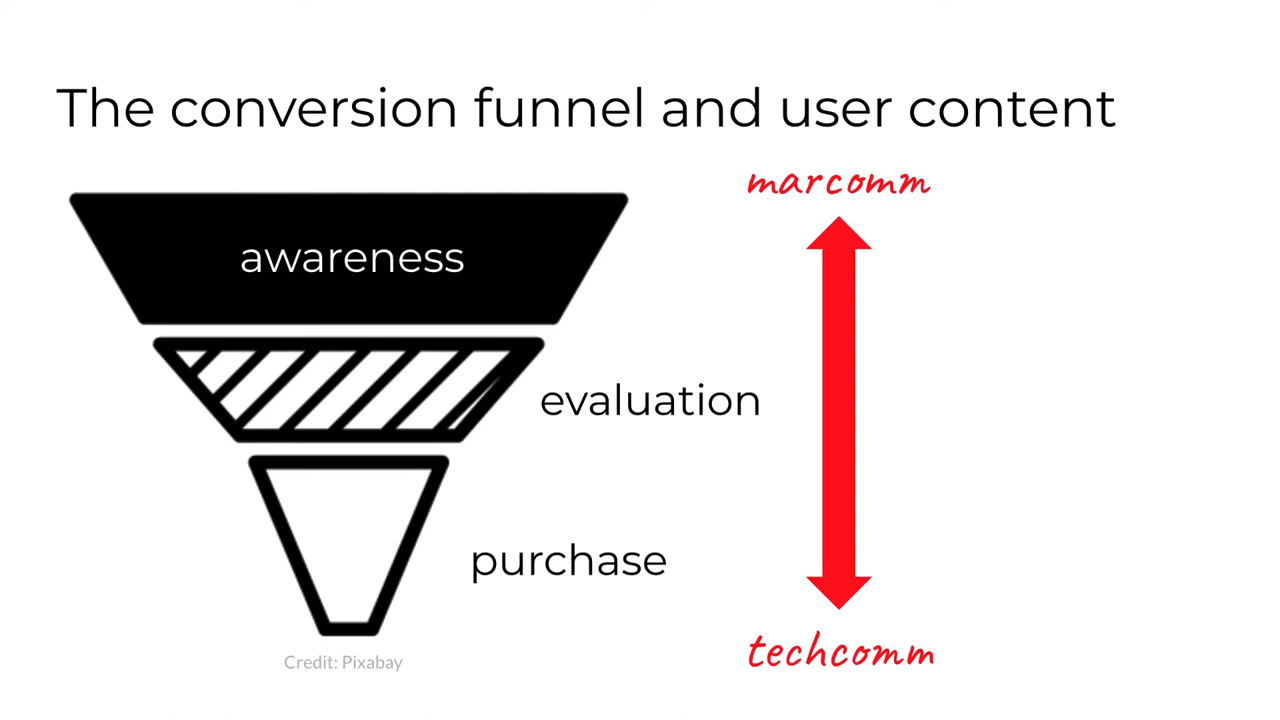 The conversion funnel and user content
marcomm
awareness
evaluation
purchase
techcomm
Credit: Pixabay